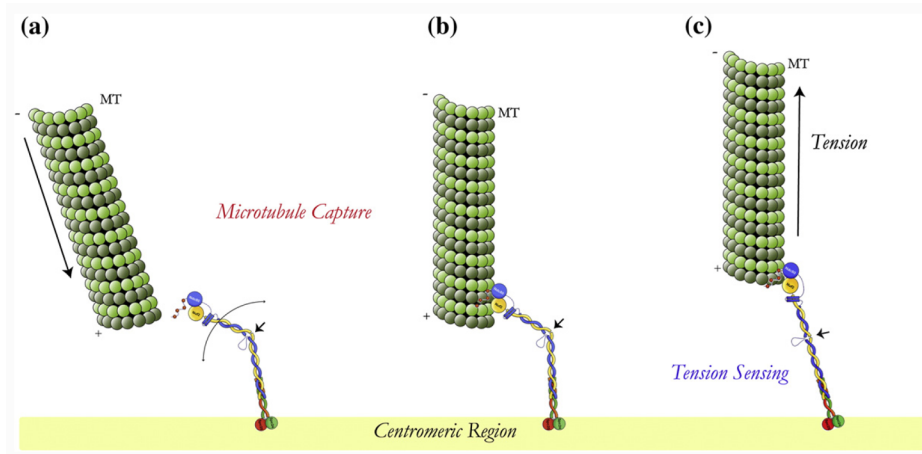 (a)
(b)
(c)
-
MT
-
MT
-
MT
Tension
Microtubule Capture
+
+
+
Tension Sensing
Centromeric Region